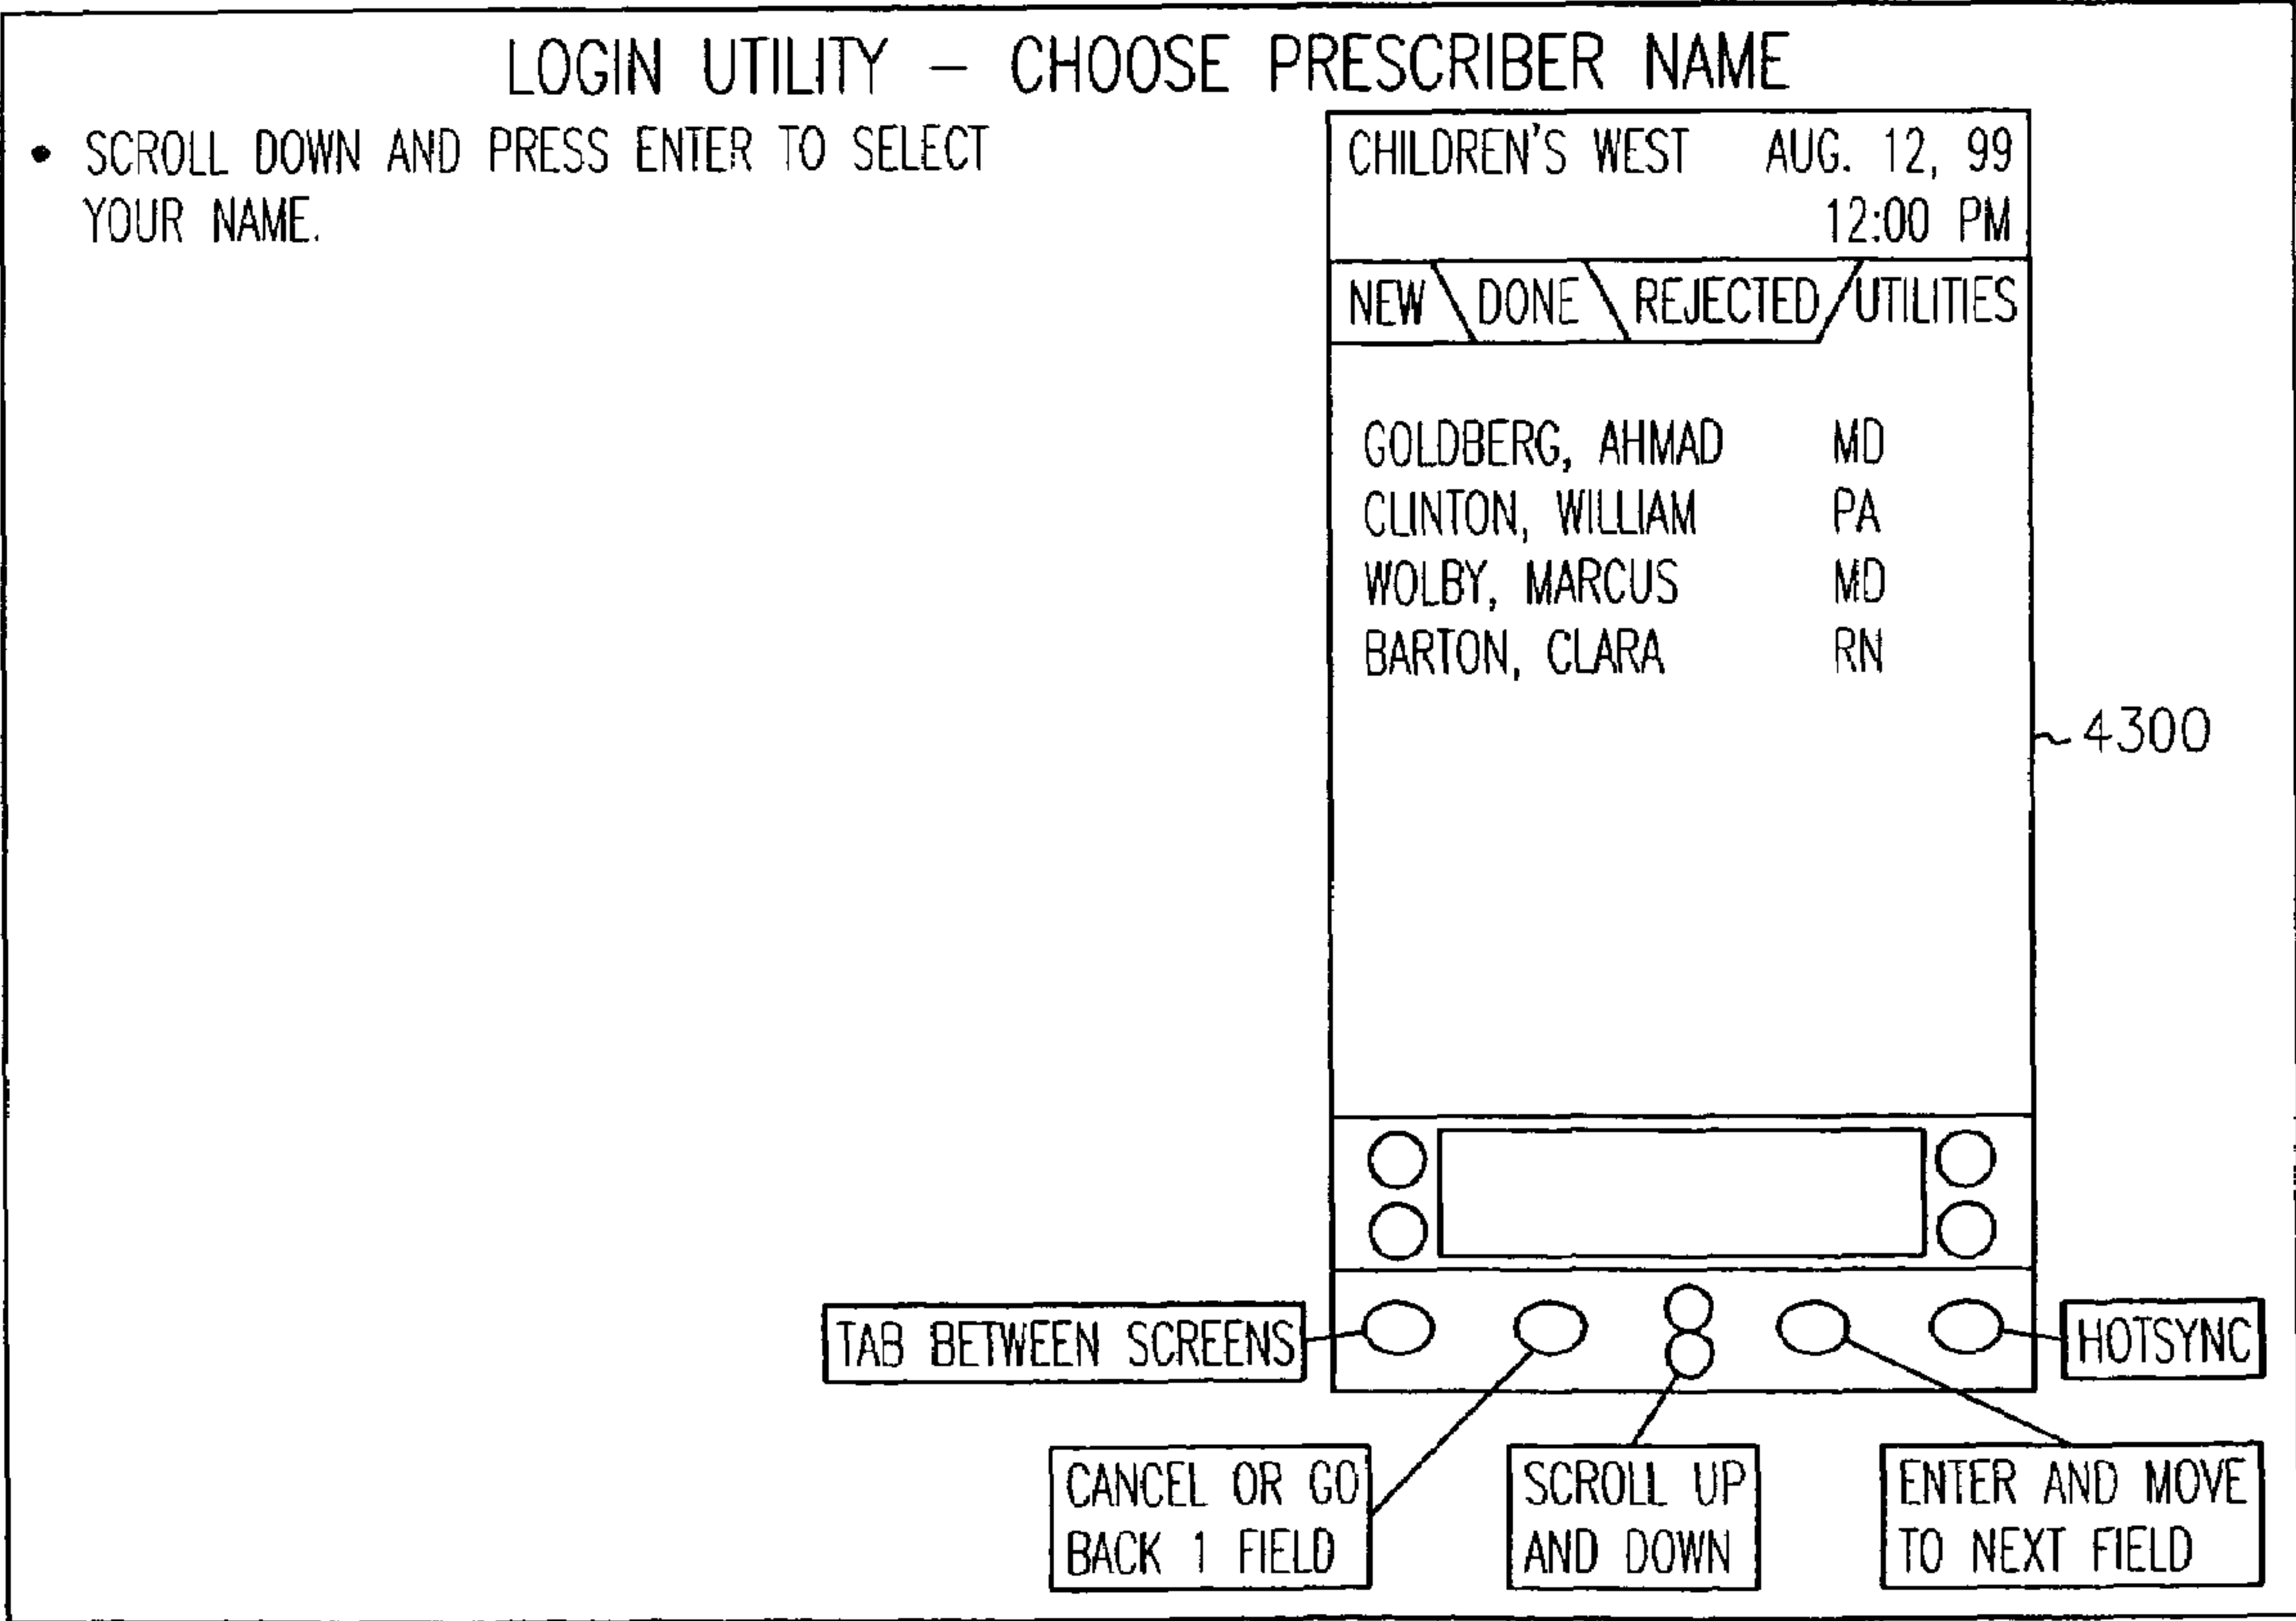 LOGIN UTILITY – CHOOSE PRESCRIBER NAME
• SCROLL DOWN AND PRESS ENTER TO SELECT
YOUR NAME.
CHILDREN'S WEST AUG. 12, 99
12:00 PM
NEW DONE REJECTED UTILITIES
GOLDBERG, AHMAD MD
CLINTON, WILLIAM PA
WOLBY, MARCUS MD
BARTON, CLARA RN
4300
TAB BETWEEN SCREENS
HOTSYNC
CANCEL OR GO
BACK 1 FIELD
SCROLL UP
AND DOWN
ENTER AND MOVE
TO NEXT FIELD